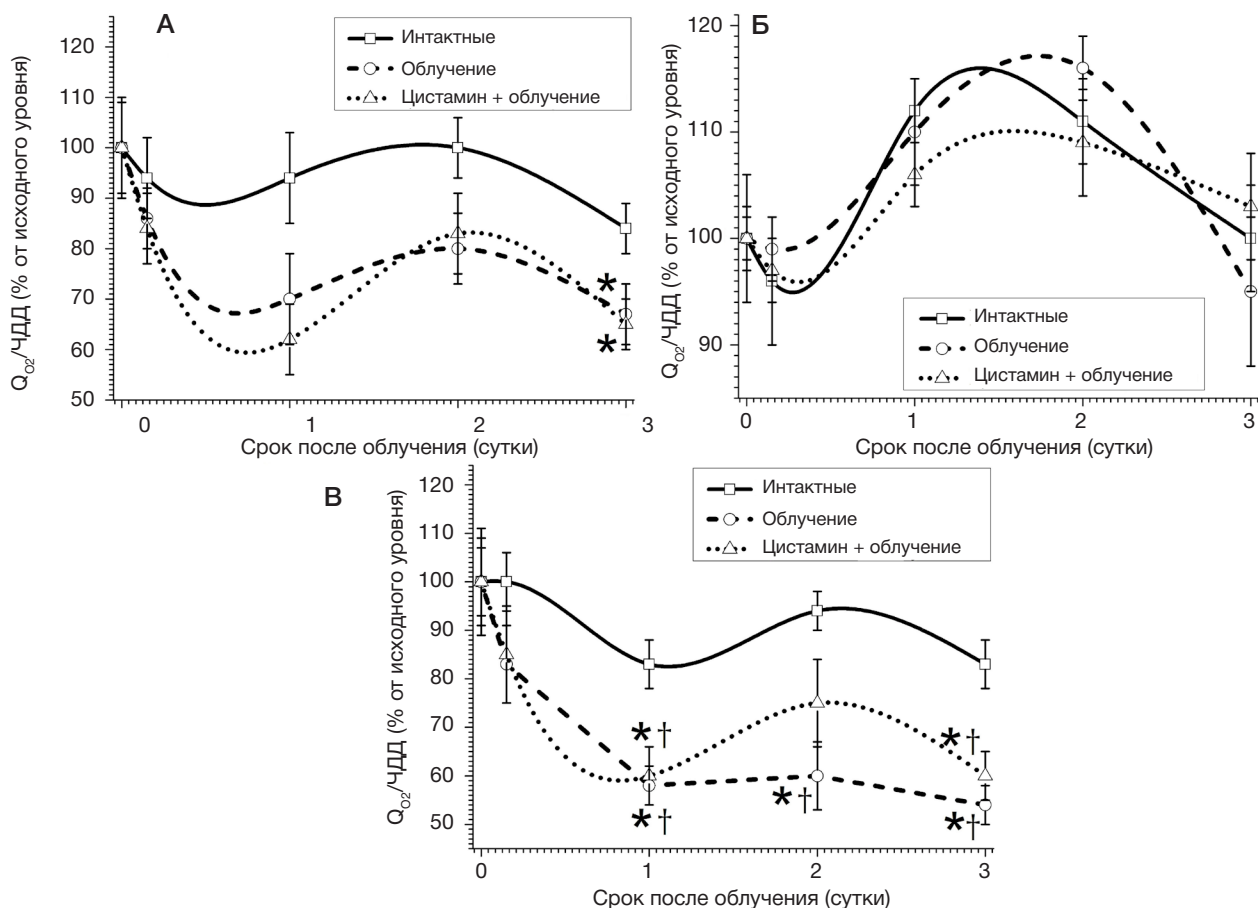 А
Q_O2/ЧДД (% от исходного уровня)
120
110
100
90
80
70
60
50
Интактные
Облучение
Цистамин + облучение
* 
*
0 1 2 3
Срок после облучения (сутки)
Б
Q_O2/ЧДД (% от исходного уровня)
120
110
100
90
Интактные
Облучение
Цистамин + облучение
0 1 2 3
Срок после облучения (сутки)
В
Q_O2/ЧДД (% от исходного уровня)
120
110
100
90
80
70
60
50
Интактные
Облучение
Цистамин + облучение
*† *†
*† *† *†
0 1 2 3
Срок после облучения (сутки)